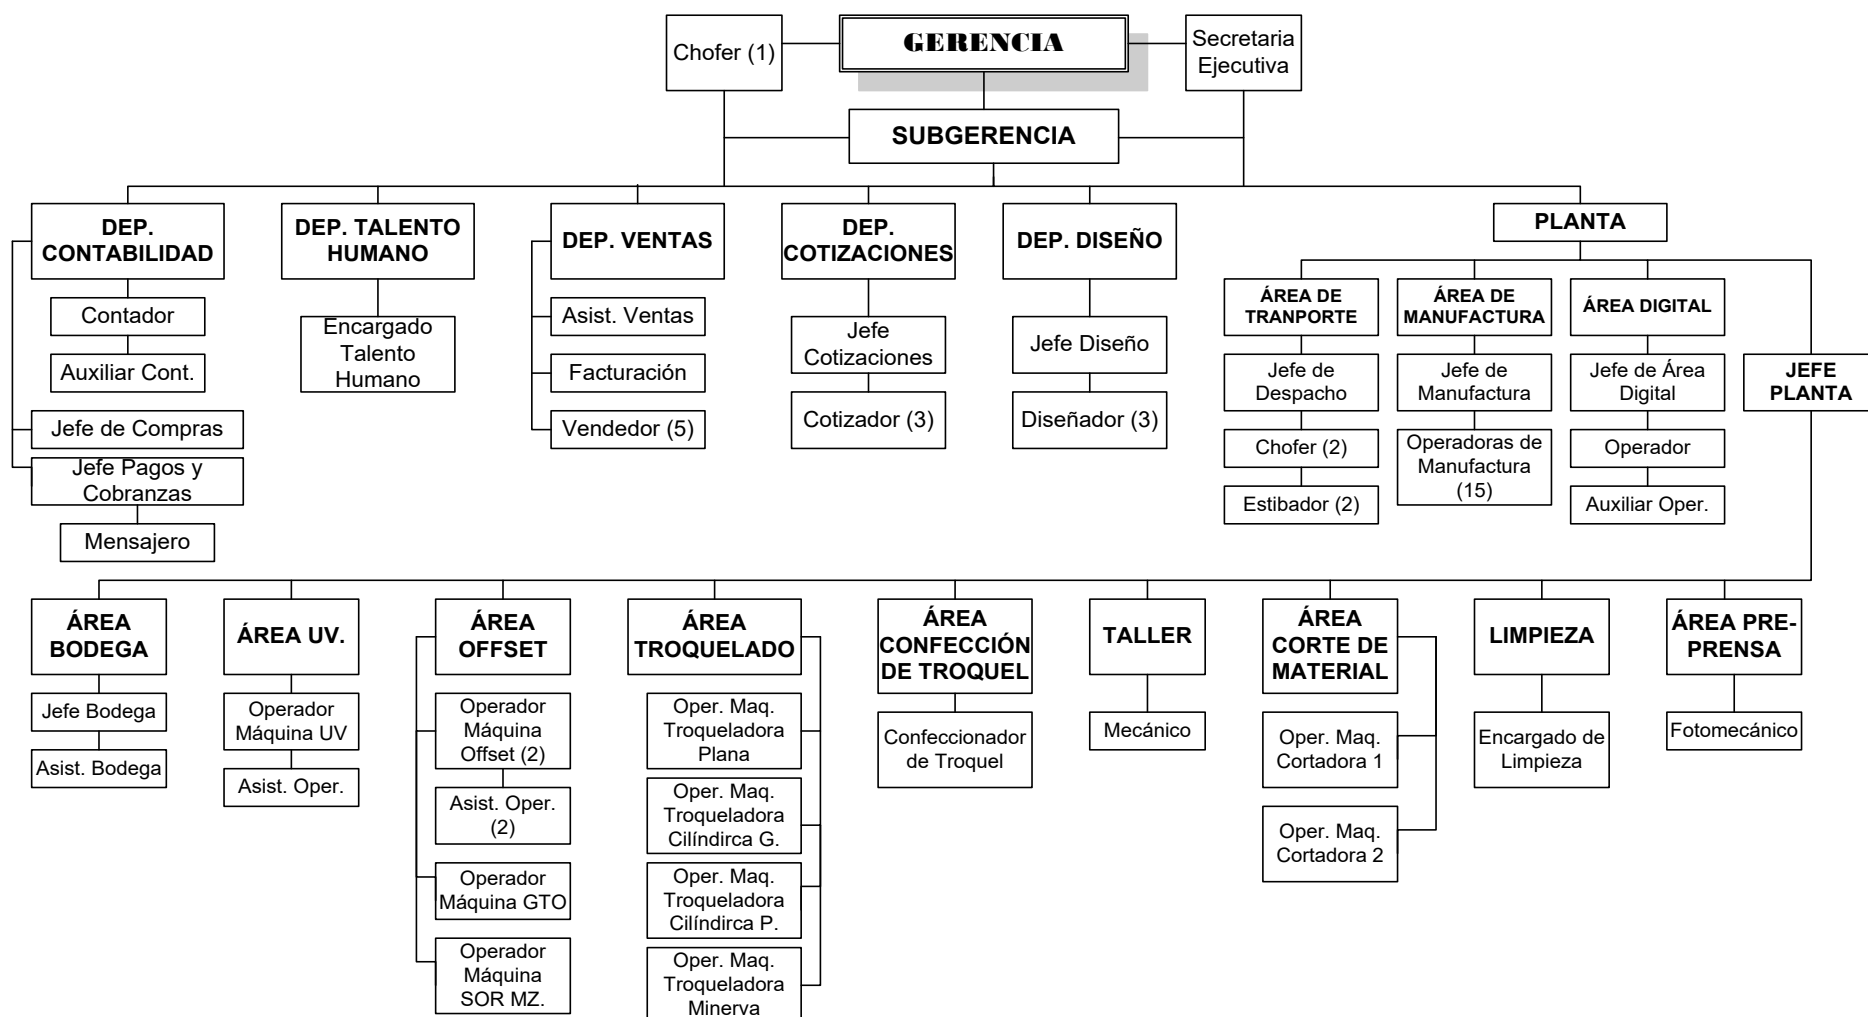 Chofer (1)
GERENCIA
Secretaria
Ejecutiva
SUBGERENCIA
DEP.
CONTABILIDAD
Contador
Auxiliar Cont.
Jefe de Compras
Jefe Pagos y
Cobranzas
Mensajero
DEP. TALENTO
HUMANO
Encargado
Talento
Humano
DEP. VENTAS
Asist. Ventas
Facturación
Vendedor (5)
DEP.
COTIZACIONES
Jefe
Cotizaciones
Cotizador (3)
DEP. DISEÑO
Jefe Diseño
Diseñador (3)
PLANTA
ÁREA DE
TRANPORTE
Jefe de
Despacho
Chofer (2)
Estibador (2)
ÁREA DE
MANUFACTURA
Jefe de
Manufactura
Operadoras de
Manufactura
(15)
ÁREA DIGITAL
Jefe de Área
Digital
Operador
Auxiliar Oper.
JEFE
PLANTA
ÁREA
BODEGA
Jefe Bodega
Asist. Bodega
ÁREA UV.
Operador
Máquina UV
Asist. Oper.
ÁREA
OFFSET
Operador
Máquina
Offset (2)
Asist. Oper.
(2)
Operador
Máquina GTO
Operador
Máquina
SOR MZ.
ÁREA
TROQUELADO
Oper. Maq.
Troqueladora
Plana
Oper. Maq.
Troqueladora
Cilíndirca G.
Oper. Maq.
Troqueladora
Cilíndirca P.
Oper. Maq.
Troqueladora
Minerva
ÁREA
CONFECCIÓN
DE TROQUEL
Confeccionador
de Troquel
TALLER
Mecánico
ÁREA
CORTE DE
MATERIAL
Oper. Maq.
Cortadora 1
Oper. Maq.
Cortadora 2
LIMPIEZA
Encargado de
Limpieza
ÁREA PRE-
PRENSA
Fotomecánico